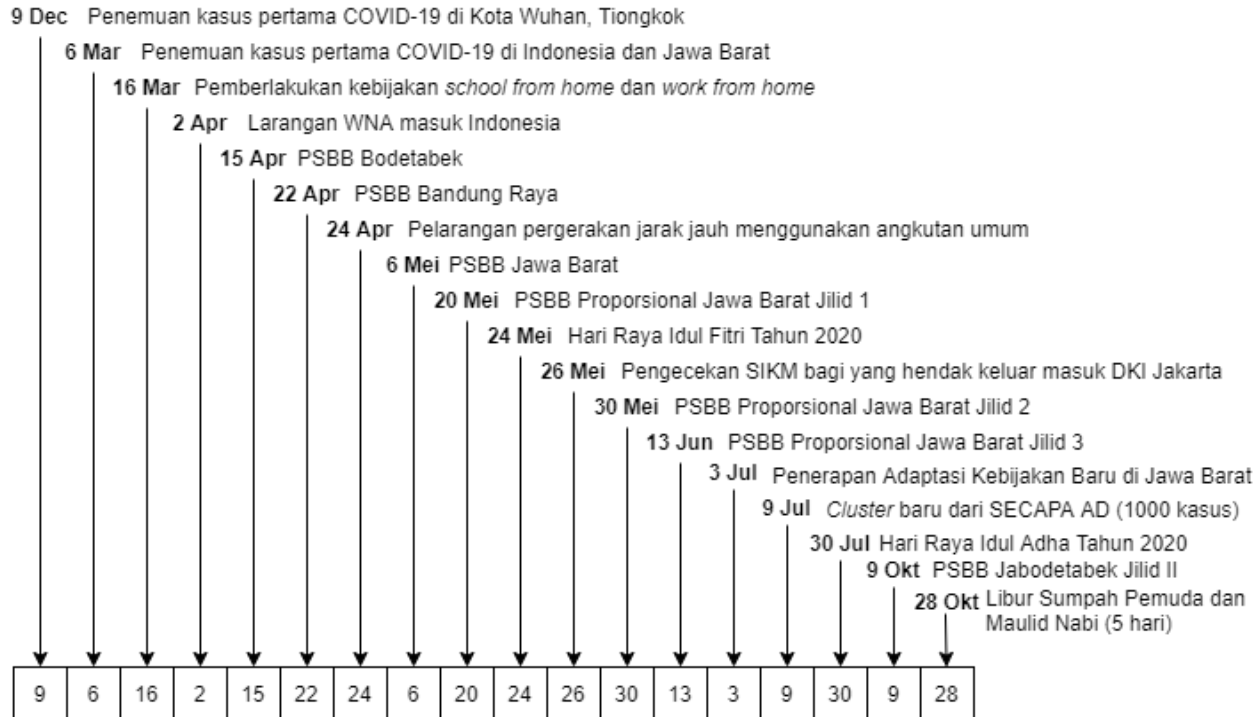 9 Dec Penemuan kasus pertama COVID-19 di Kota Wuhan, Tiongkok
6 Mar Penemuan kasus pertama COVID-19 di Indonesia dan Jawa Barat
16 Mar Pemberlakukan kebijakan school from home dan work from home
2 Apr Larangan WNA masuk Indonesia
15 Apr PSBB Bodetabek
22 Apr PSBB Bandung Raya
24 Apr Pelarangan pergerakan jarak jauh menggunakan angkutan umum
6 Mei PSBB Jawa Barat
20 Mei PSBB Proporsional Jawa Barat Jilid 1
24 Mei Hari Raya Idul Fitri Tahun 2020
26 Mei Pengecekan SIKM bagi yang hendak keluar masuk DKI Jakarta
30 Mei PSBB Proporsional Jawa Barat Jilid 2
13 Jun PSBB Proporsional Jawa Barat Jilid 3
3 Jul Penerapan Adaptasi Kebijakan Baru di Jawa Barat
9 Jul Cluster baru dari SECAPA AD (1000 kasus)
30 Jul Hari Raya Idul Adha Tahun 2020
9 Okt PSBB Jabodetabek Jilid II
28 Okt Libur Sumpah Pemuda dan
Maulid Nabi (5 hari)
9 6 16 2 15 22 24 6 20 24 26 30 13 3 9 30 9 28